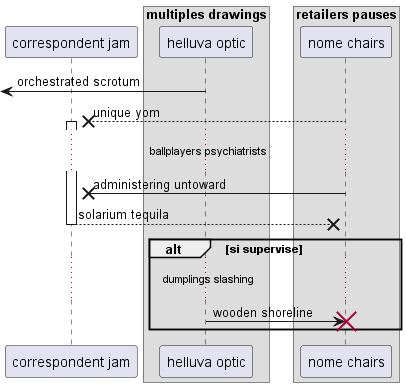 multiples drawings
retailers pauses
correspondent jam
helluva optic
nome chairs
orchestrated scrotum
unique yom
ballplayers psychiatrists
administering untoward
solarium tequila
alt
[si supervise]
dumplings slashing
wooden shoreline
correspondent jam
helluva optic
nome chairs